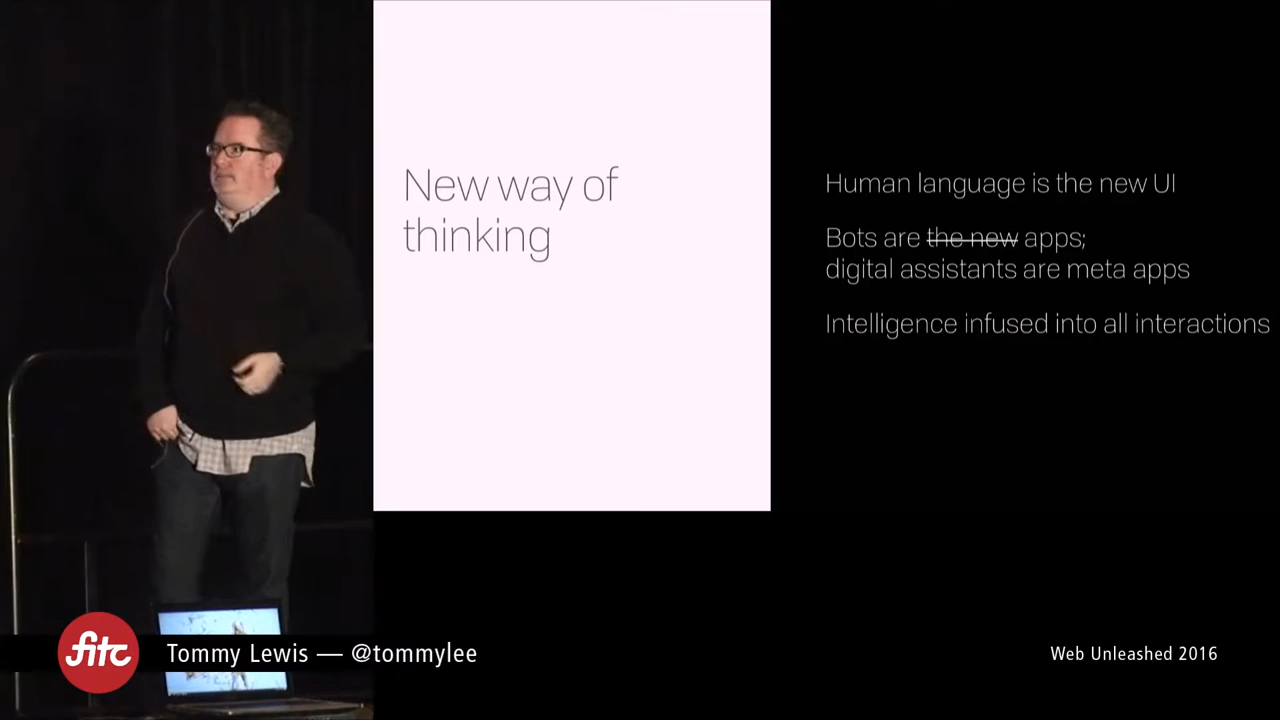 New way of
thinking
Human language is the new UI
Bots are the new apps;
digital assistants are meta apps
Intelligence infused into all interactions
fitc
Tommy Lewis — @tommylee
Web Unleashed 2016